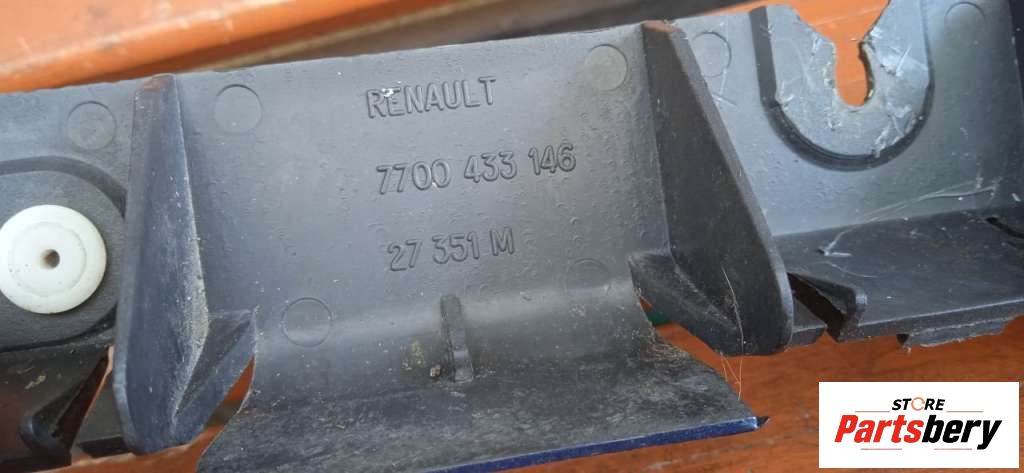 RENAULT
7700 433 146
27 351 M
STORE
Partsbery